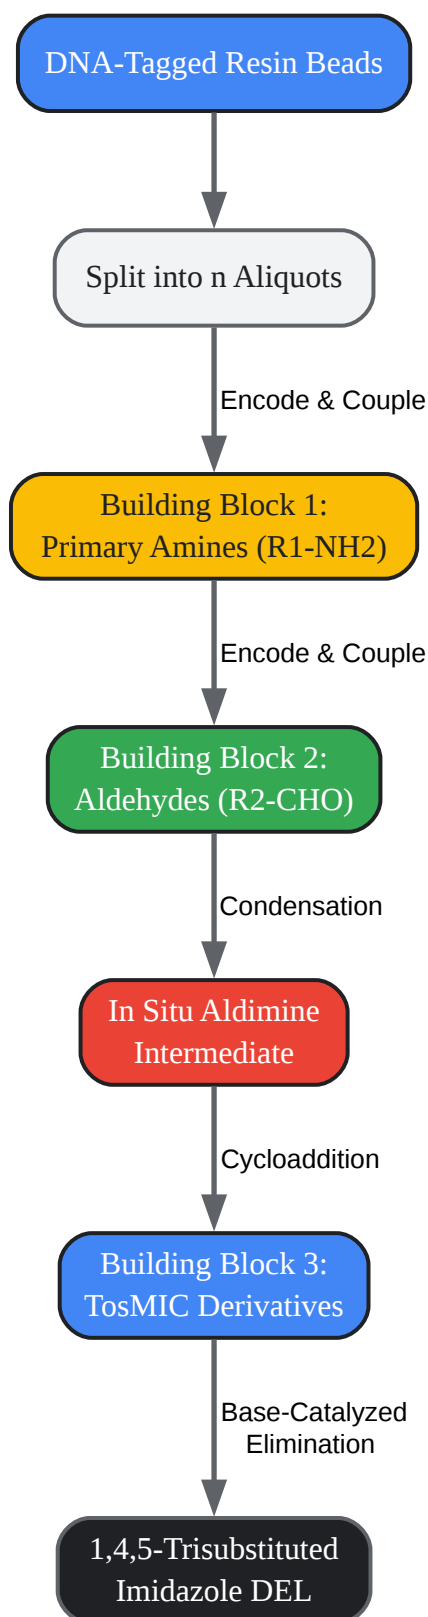 DNA-Tagged Resin Beads
Split into n Aliquots
Encode & Couple
Building Block 1:
Primary Amines (R1-NH2)
Encode & Couple
Building Block 2:
Aldehydes (R2-CHO)
Condensation
In Situ Aldimine
Intermediate
Cycloaddition
Building Block 3:
TosMIC Derivatives
Base-Catalyzed
Elimination
1,4,5-Trisubstituted
Imidazole DEL